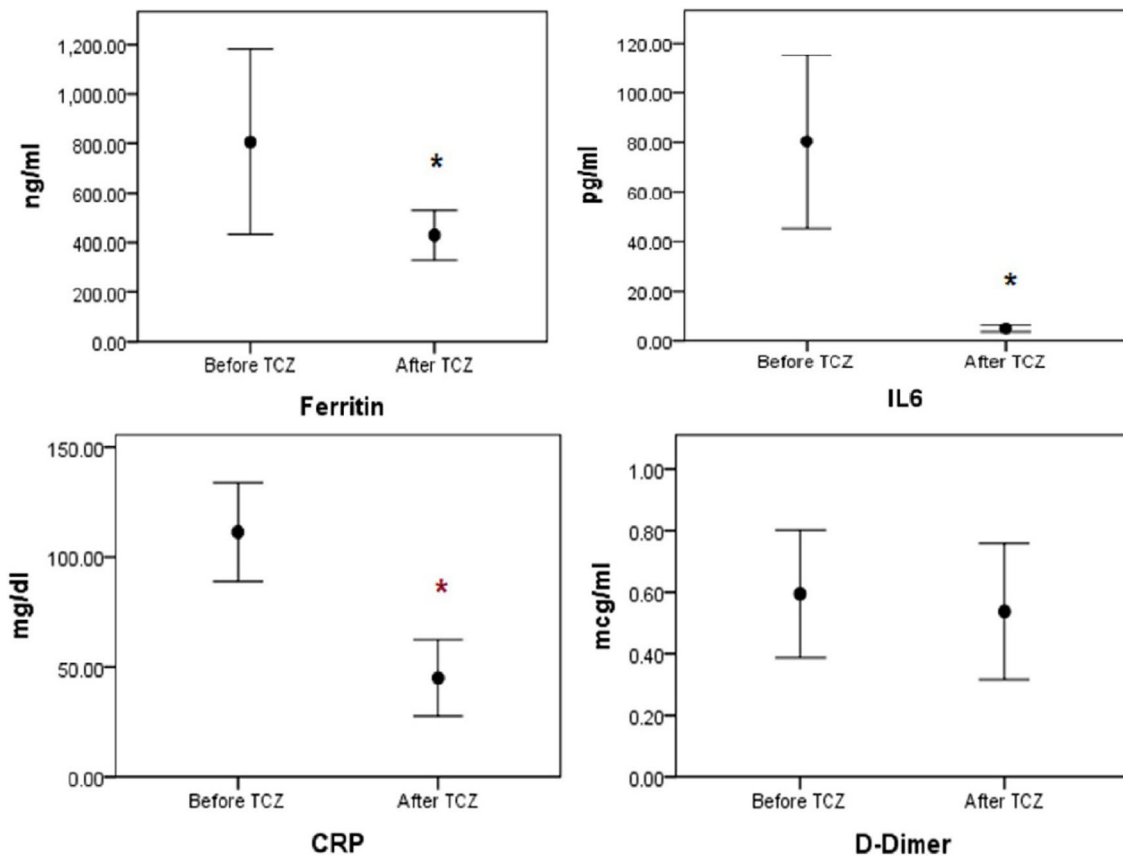 ng/ml
1,200.00
1,000.00
800.00
600.00
400.00
200.00
0.00
Before TCZ
After TCZ
*
Ferritin
pg/ml
120.00
100.00
80.00
60.00
40.00
20.00
0.00
Before TCZ
After TCZ
*
IL6
mg/dl
150.00
100.00
50.00
0.00
Before TCZ
After TCZ
*
CRP
mcg/ml
1.00
0.80
0.60
0.40
0.20
0.00
Before TCZ
After TCZ
D-Dimer